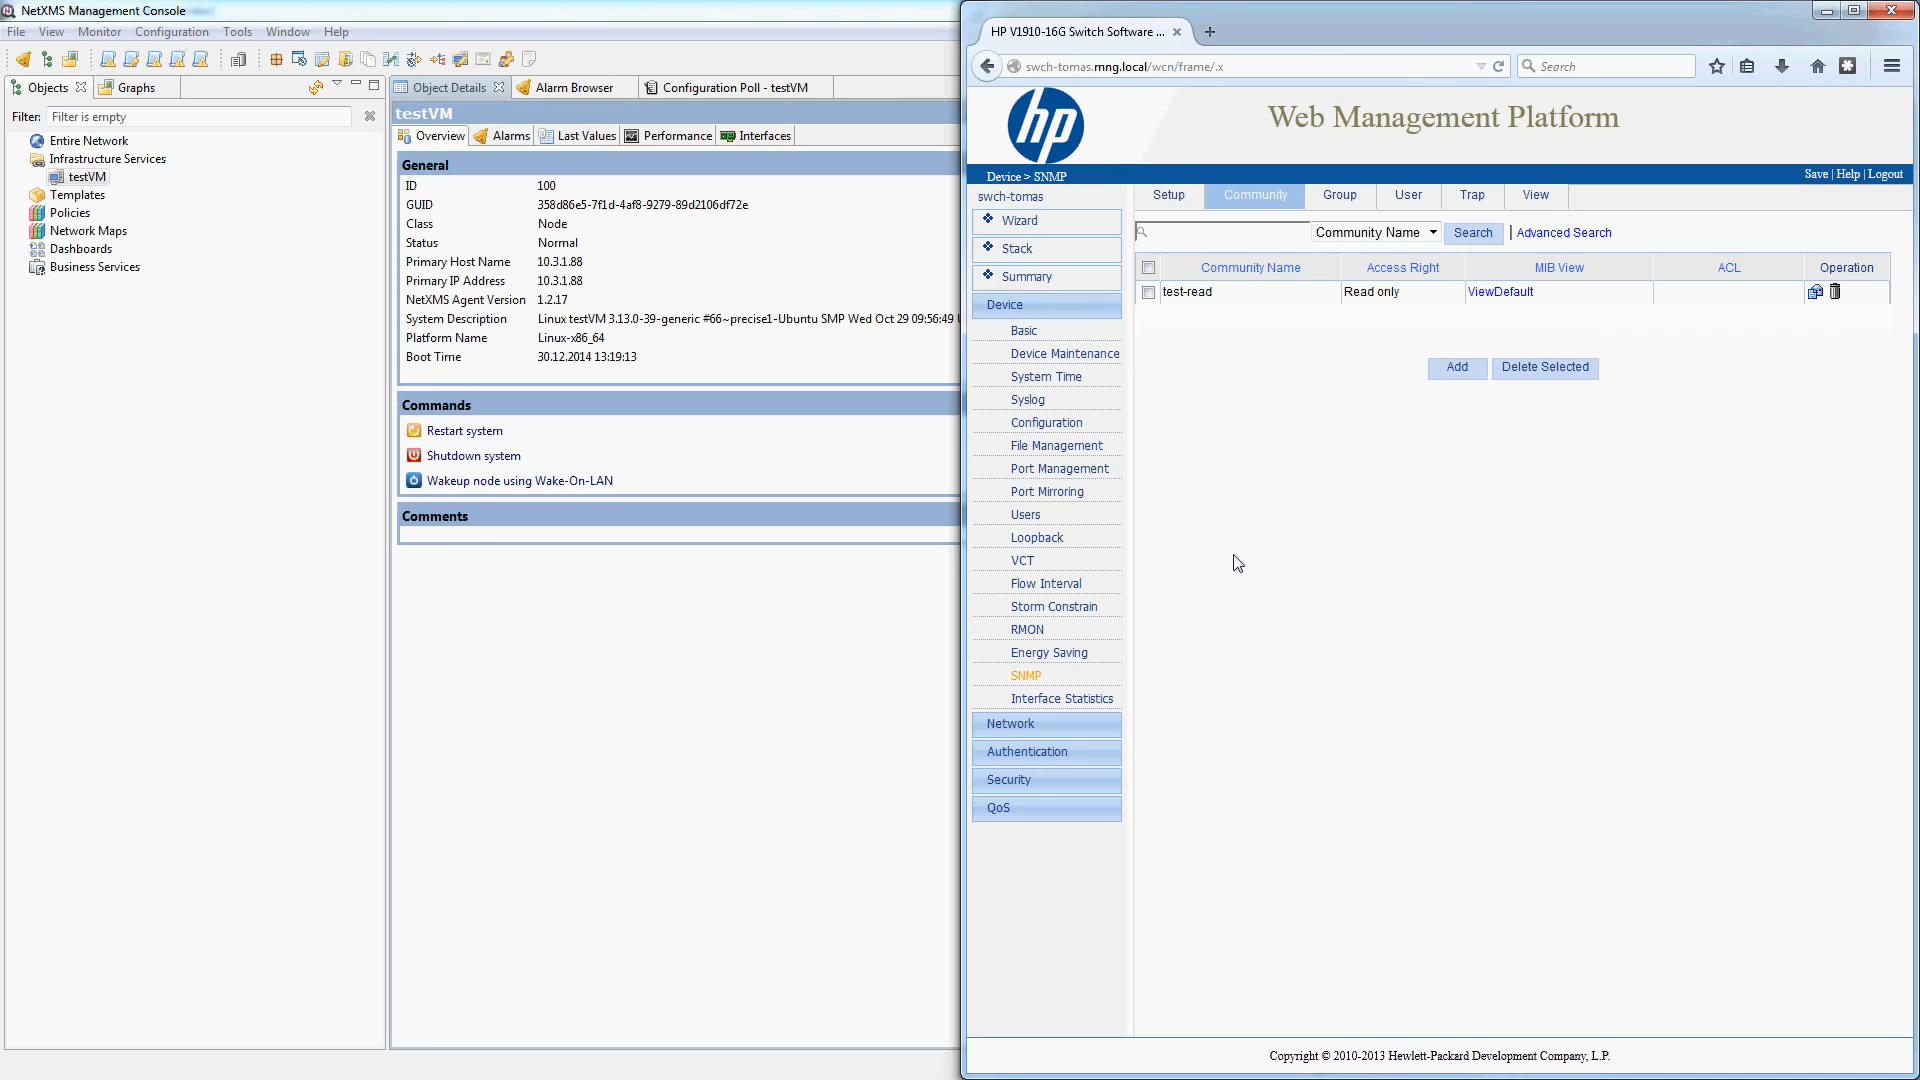 NetXMS Management Console
File View Monitor Configuration Tools Window Help
Objects Graphs
Filter: Filter is empty
Entire Network
Infrastructure Services
testVM
Templates
Policies
Network Maps
Dashboards
Business Services
Object Details Alarm Browser Configuration Poll - testVM
testVM
Overview Alarms Last Values Performance Interfaces
General
ID 100
GUID 358d86e5-7f1d-4af8-9279-89d2106df72e
Class Node
Status Normal
Primary Host Name 10.3.1.88
Primary IP Address 10.3.1.88
NetXMS Agent Version 1.2.17
System Description Linux testVM 3.13.0-39-generic #66~precise1-Ubuntu SMP Wed Oct 29 09:56:49
Platform Name Linux-x86_64
Boot Time 30.12.2014 13:19:13
Commands
Restart system
Shutdown system
Wakeup node using Wake-On-LAN
Comments
HP V1910-16G Switch Software ...
swch-tomas.rnng.local/wcn/frame/.x Search
hp
Web Management Platform
Device > SNMP Save | Help | Logout
swch-tomas
Wizard
Stack
Summary
Device
Basic
Device Maintenance
System Time
Syslog
Configuration
File Management
Port Management
Port Mirroring
Users
Loopback
VCT
Flow Interval
Storm Constrain
RMON
Energy Saving
SNMP
Interface Statistics
Network
Authentication
Security
QoS
Setup Community Group User Trap View
Community Name Search | Advanced Search
Community Name Access Right MIB View ACL Operation
test-read Read only ViewDefault
Add Delete Selected
Copyright © 2010-2013 Hewlett-Packard Development Company, L.P.